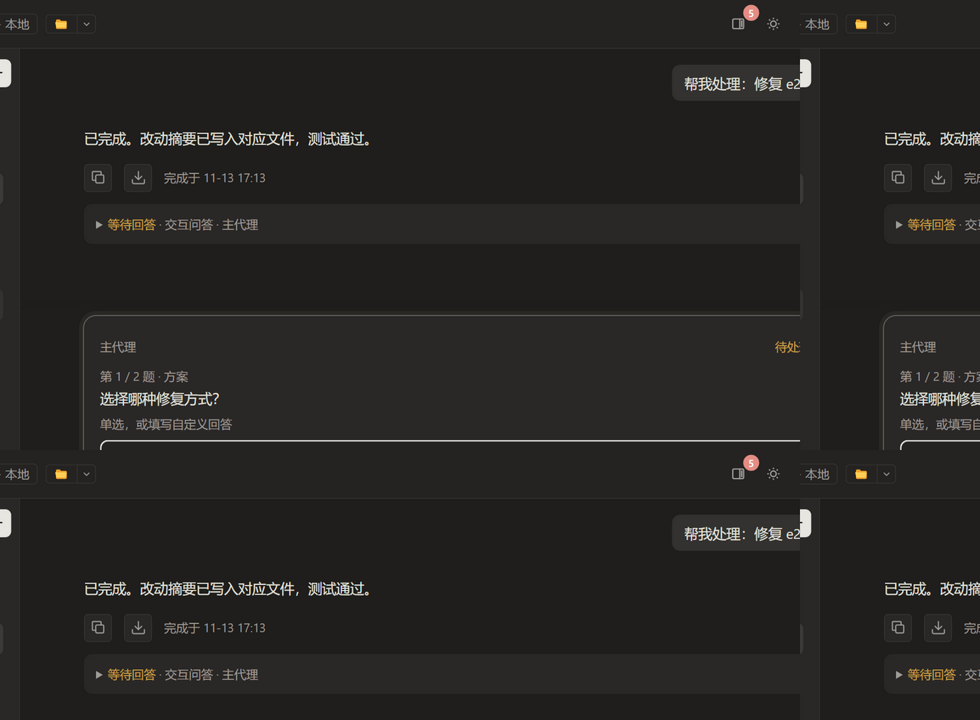 本地
5
本地
帮我处理：修复 e2
已完成。改动摘要已写入对应文件，测试通过。
已完成。改动摘
完成于 11-13 17:13
▶ 等待回答 · 交互问答 · 主代理
▶ 等待回答 · 交
主代理
待处
主代理
第 1 / 2 题 · 方案
第 1 / 2 题 · 方
选择哪种修复方式？
选择哪种修复
单选，或填写自定义回答
单选，或填写自
本地
5
本地
帮我处理：修复 e2
已完成。改动摘要已写入对应文件，测试通过。
已完成。改动摘
完成于 11-13 17:13
▶ 等待回答 · 交互问答 · 主代理
▶ 等待回答 · 交